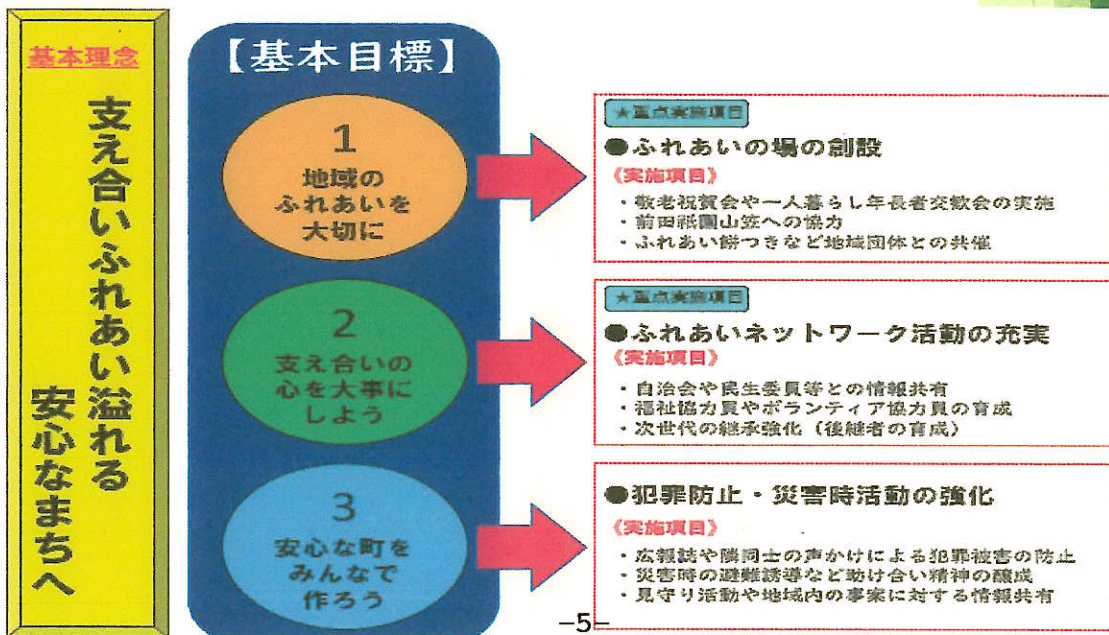 基本理念
支え合いふれあい溢れる
安心なまちへ
【基本目標】
1
地域の
ふれあいを
大切に
★重点実施項目
●ふれあいの場の創設
《実施項目》
・敬老祝賀会や一人暮らし年長者交歓会の実施
・前田祇園山笠への協力
・ふれあい餅つきなど地域団体との共催
2
支え合いの
心を大事に
しよう
★重点実施項目
●ふれあいネットワーク活動の充実
《実施項目》
・自治会や民生委員等との情報共有
・福祉協力員やボランティア協力員の育成
・次世代の継承強化（後継者の育成）
3
安心な町を
みんなで
作ろう
●犯罪防止・災害時活動の強化
《実施項目》
・広報誌や隣同士の声かけによる犯罪被害の防止
・災害時の避難誘導など助け合い精神の醸成
・見守り活動や地域内の事案に対する情報共有
−5−